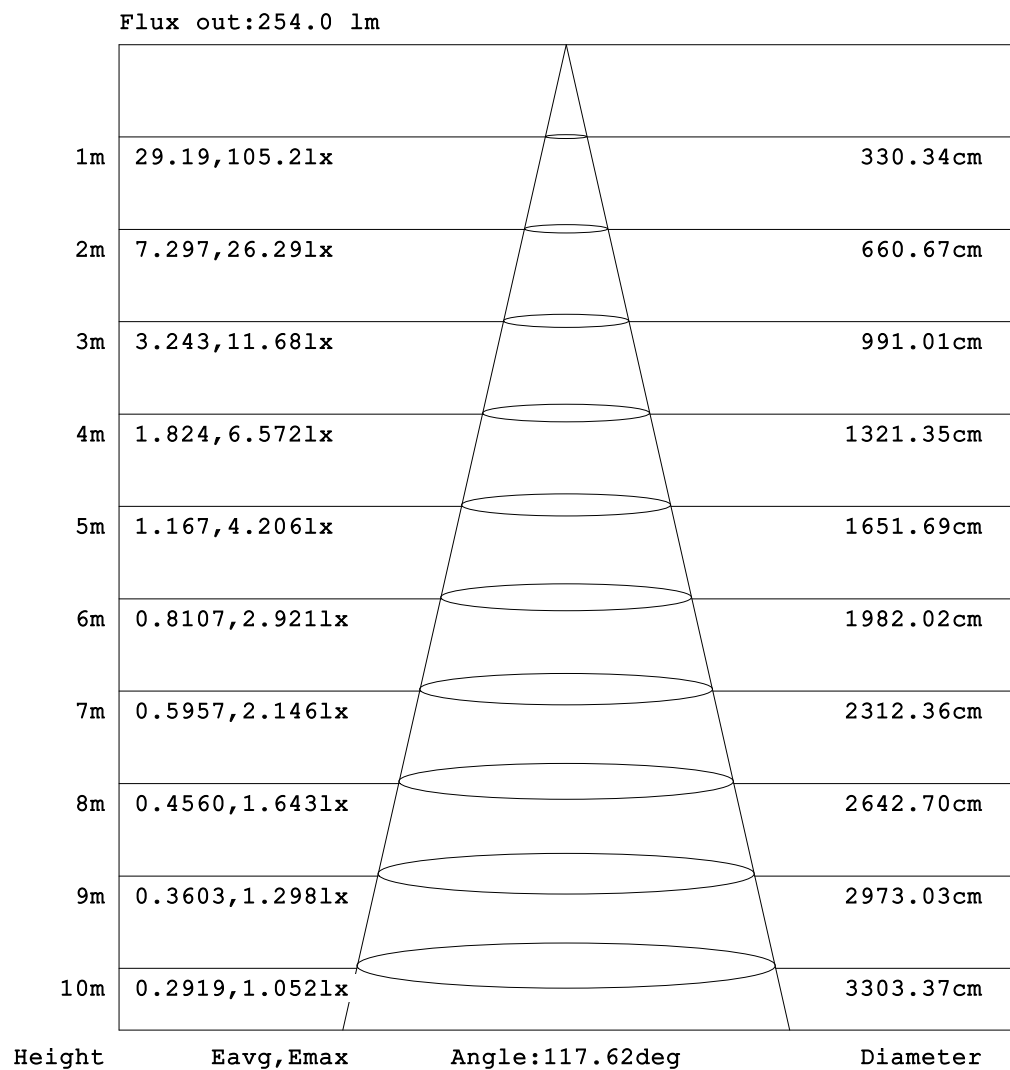 Flux out:254.0 lm
1m 29.19,105.2lx 330.34cm
2m 7.297,26.29lx 660.67cm
3m 3.243,11.68lx 991.01cm
4m 1.824,6.572lx 1321.35cm
5m 1.167,4.206lx 1651.69cm
6m 0.8107,2.921lx 1982.02cm
7m 0.5957,2.146lx 2312.36cm
8m 0.4560,1.643lx 2642.70cm
9m 0.3603,1.298lx 2973.03cm
10m 0.2919,1.052lx 3303.37cm
Height Eavg,Emax Angle:117.62deg Diameter